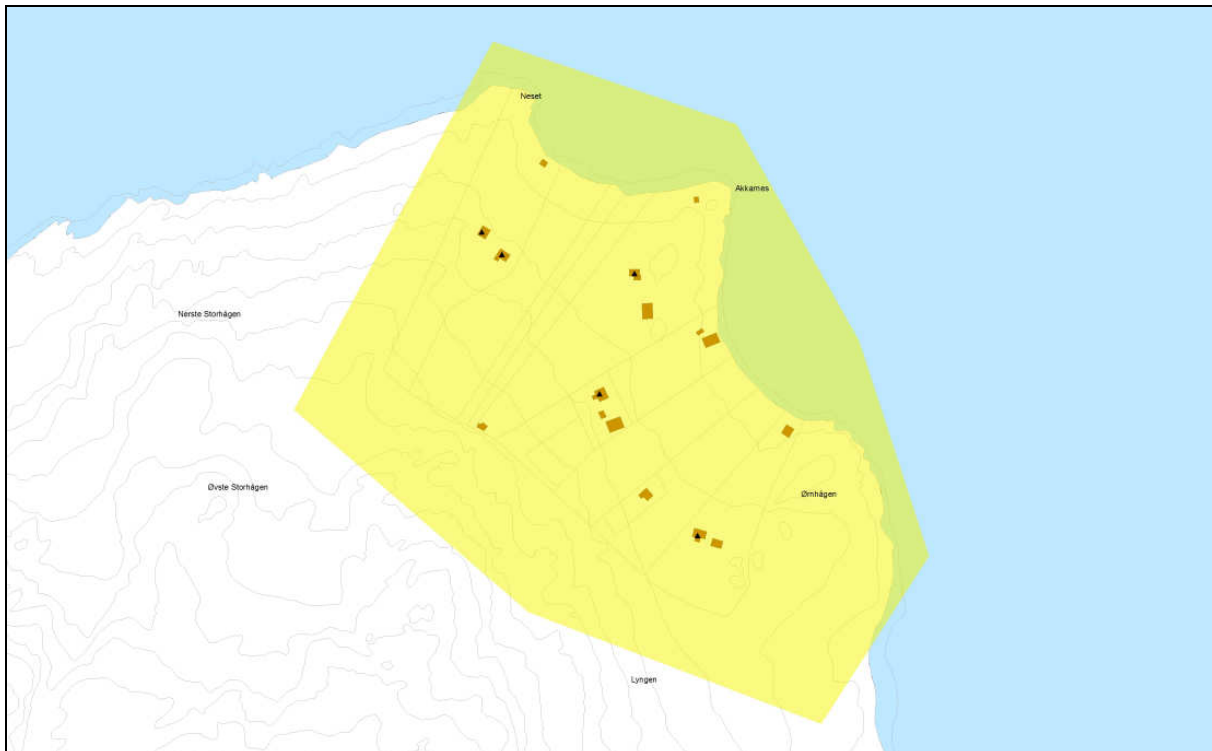 Neset
Akkarnes
Nerste Storhågen
Øvste Storhågen
Ørnhågen
Lyngen